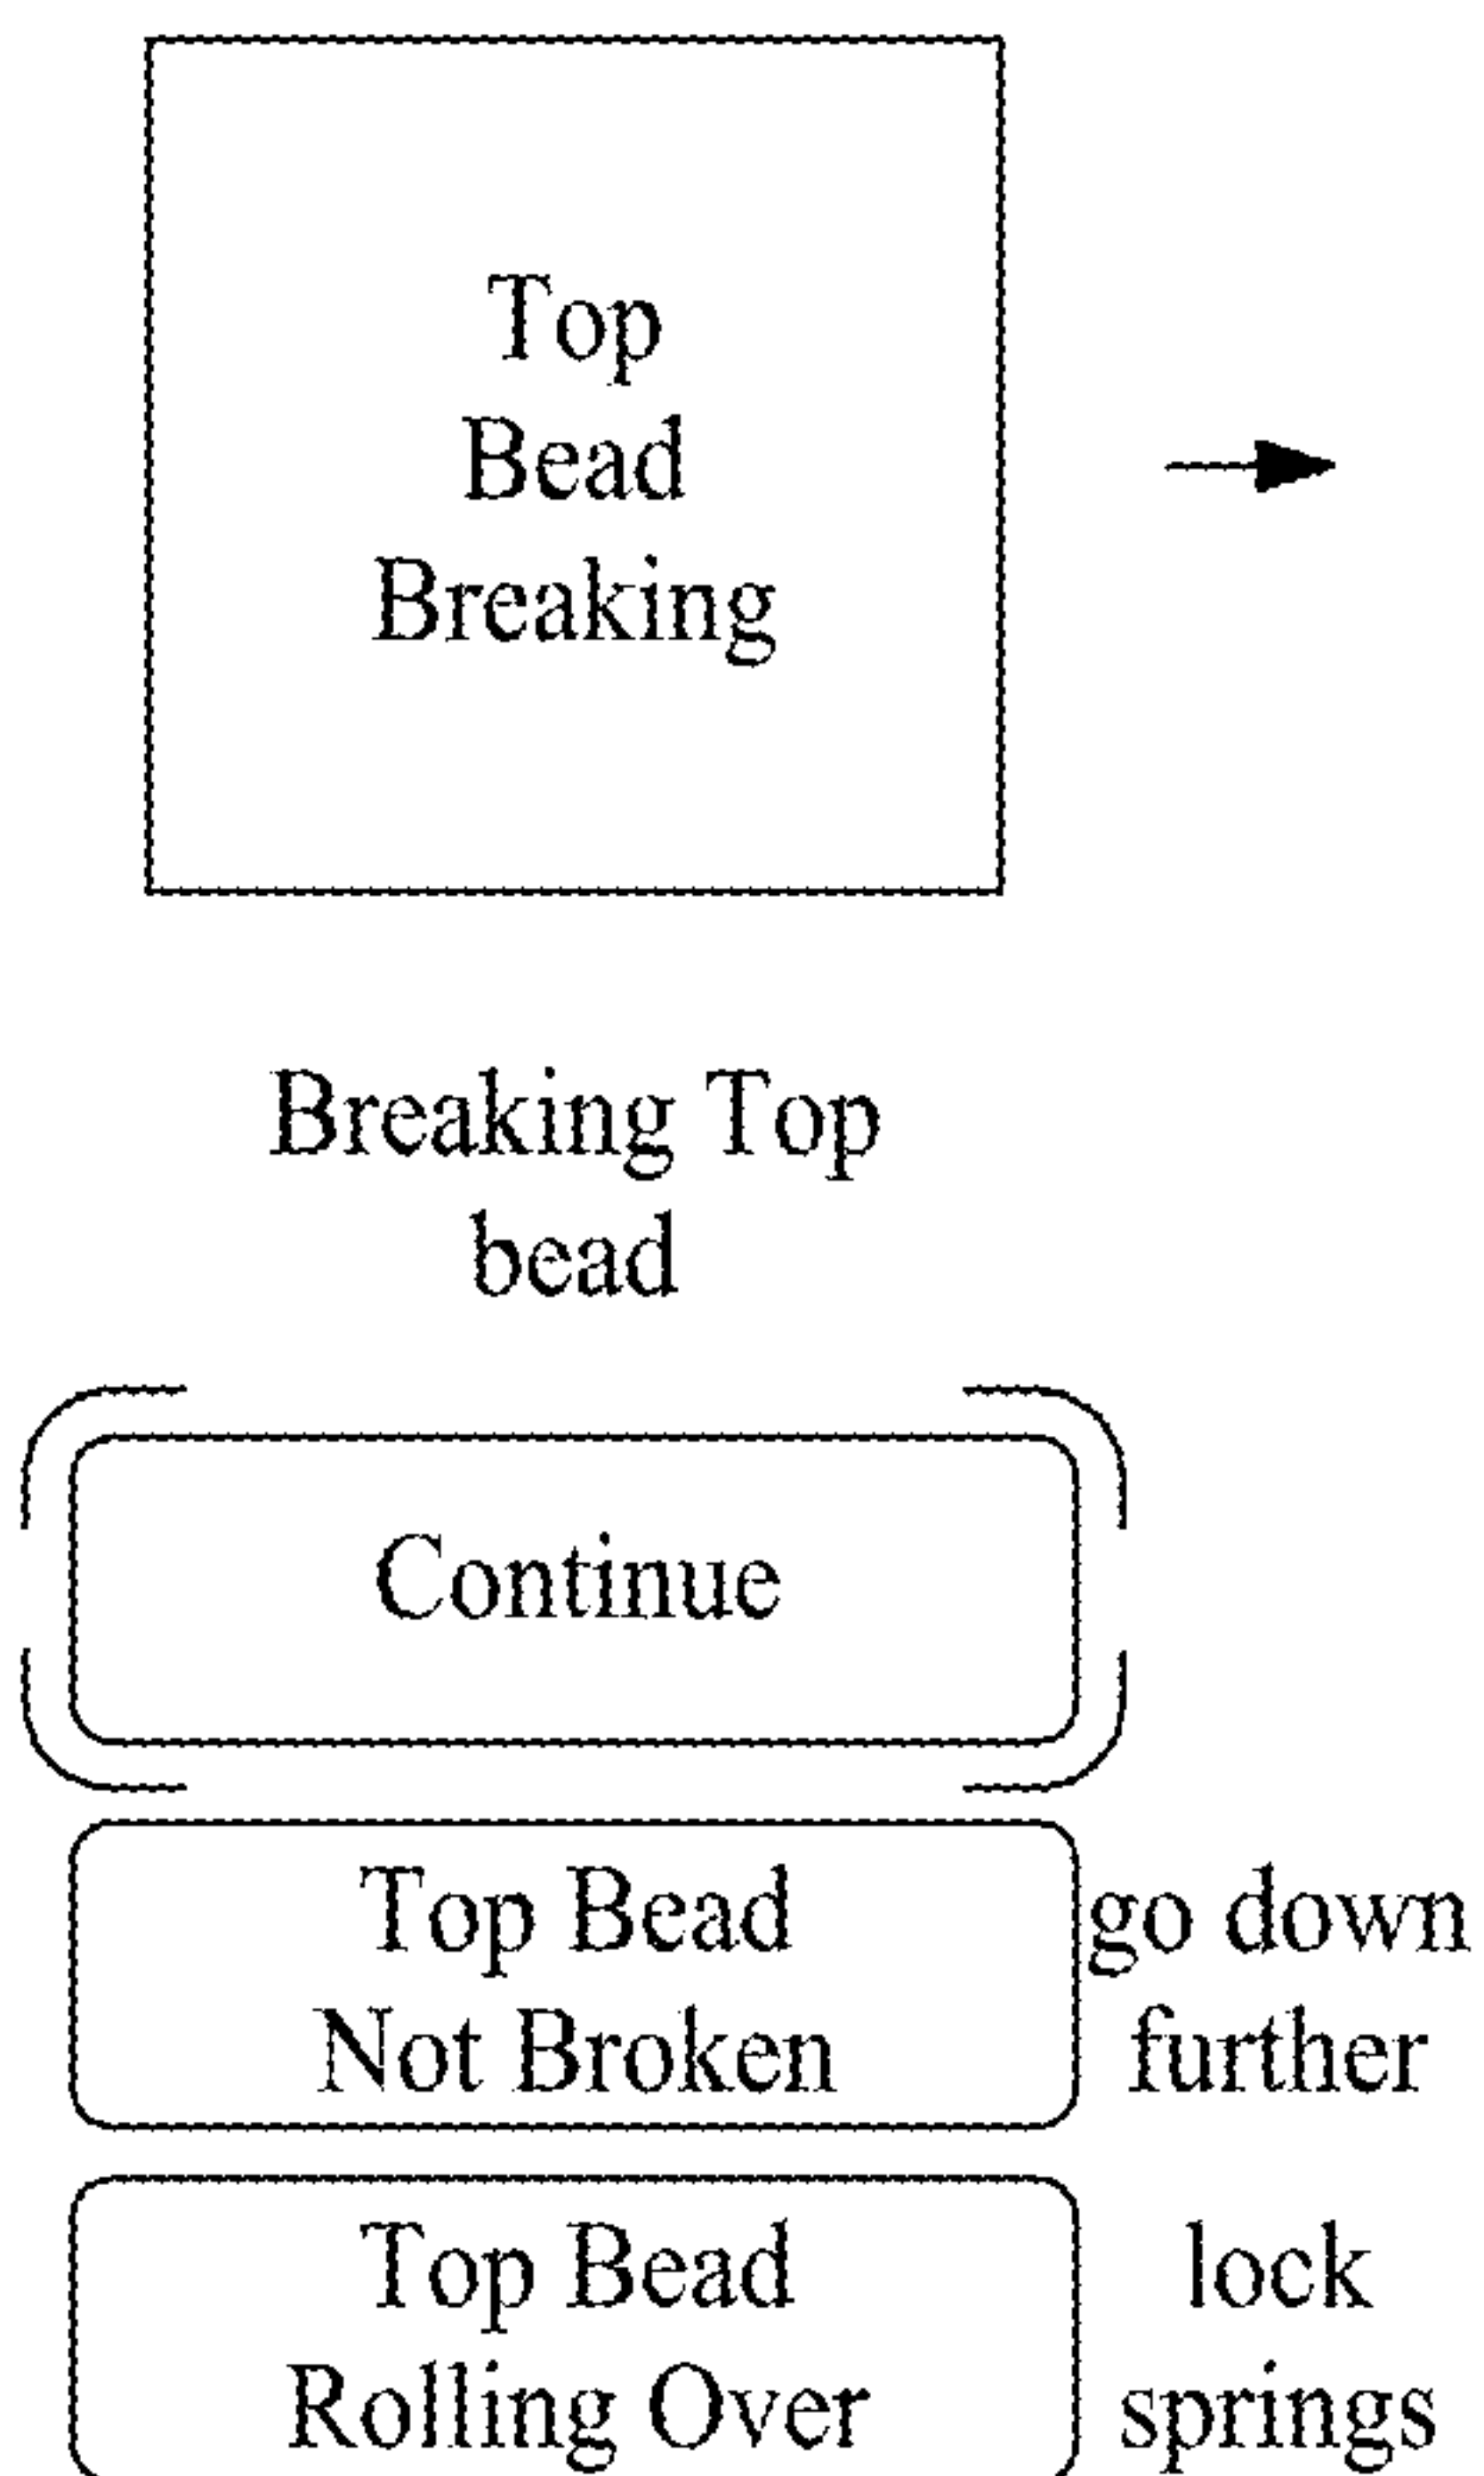 Top
Bead
Breaking
Breaking Top
bead
Continue
Top Bead
Not Broken
go down
further
Top Bead
Rolling Over
lock
springs